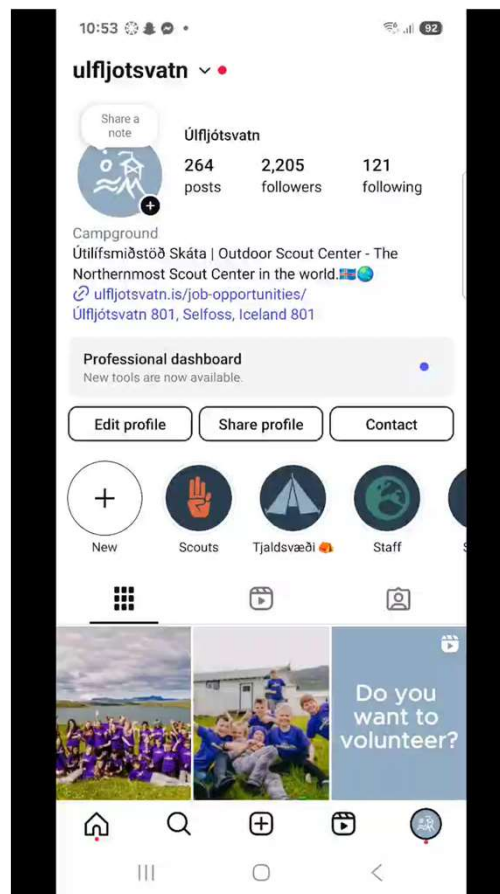 10:53
92
ulfljotsvatn
Share a
note
Úlfljótsvatn
264 2,205 121
posts followers following
Campground
Útilífsmiðstöð Skáta | Outdoor Scout Center - The
Northernmost Scout Center in the world.🇮🇸🌍
ulfljotsvatn.is/job-opportunities/
Úlfljótsvatn 801, Selfoss, Iceland 801
Professional dashboard
New tools are now available.
Edit profile Share profile Contact
New Scouts Tjaldsvæði Staff
Do you
want to
volunteer?